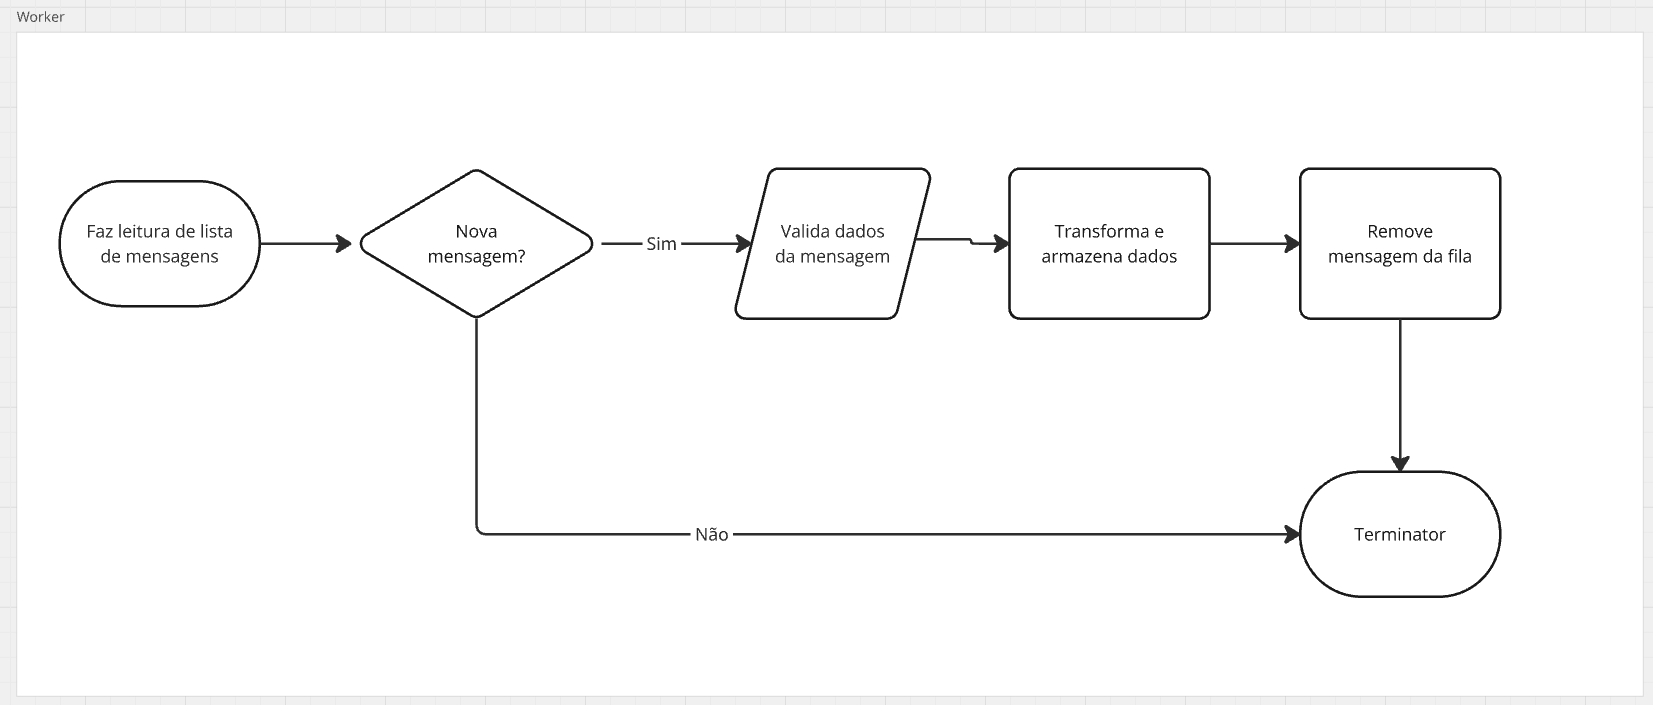 Worker
Faz leitura de lista
de mensagens
Nova
mensagem?
Sim
Valida dados
da mensagem
Transforma e
armazena dados
Remove
mensagem da fila
Não
Terminator